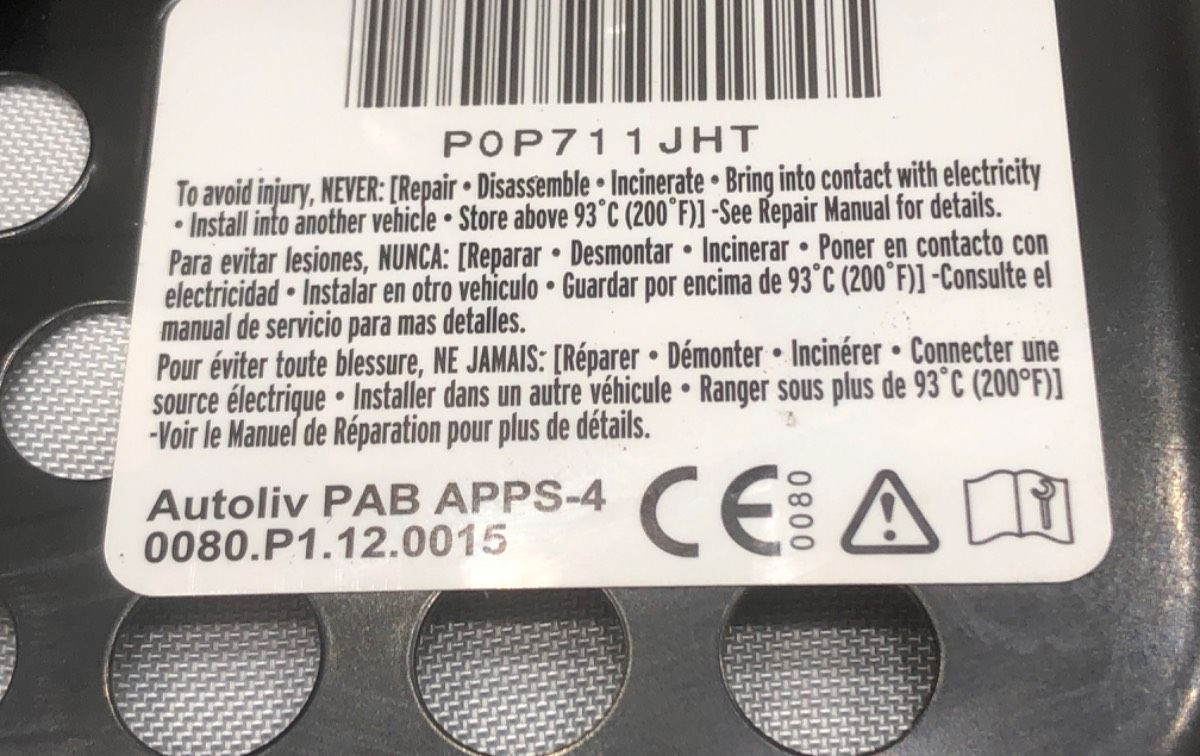 P0P711JHT
To avoid injury, NEVER: [Repair • Disassemble • Incinerate • Bring into contact with electricity
• Install into another vehicle • Store above 93°C (200°F)] -See Repair Manual for details.
Para evitar lesiones, NUNCA: [Reparar • Desmontar • Incinerar • Poner en contacto con
electricidad • Instalar en otro vehiculo • Guardar por encima de 93°C (200°F)] -Consulte el
manual de servicio para mas detalles.
Pour éviter toute blessure, NE JAMAIS: [Réparer • Démonter • Incinérer • Connecter une
source électrique • Installer dans un autre véhicule • Ranger sous plus de 93°C (200°F)]
-Voir le Manuel de Réparation pour plus de détails.
Autoliv PAB APPS-4
0080.P1.12.0015
CE 0080